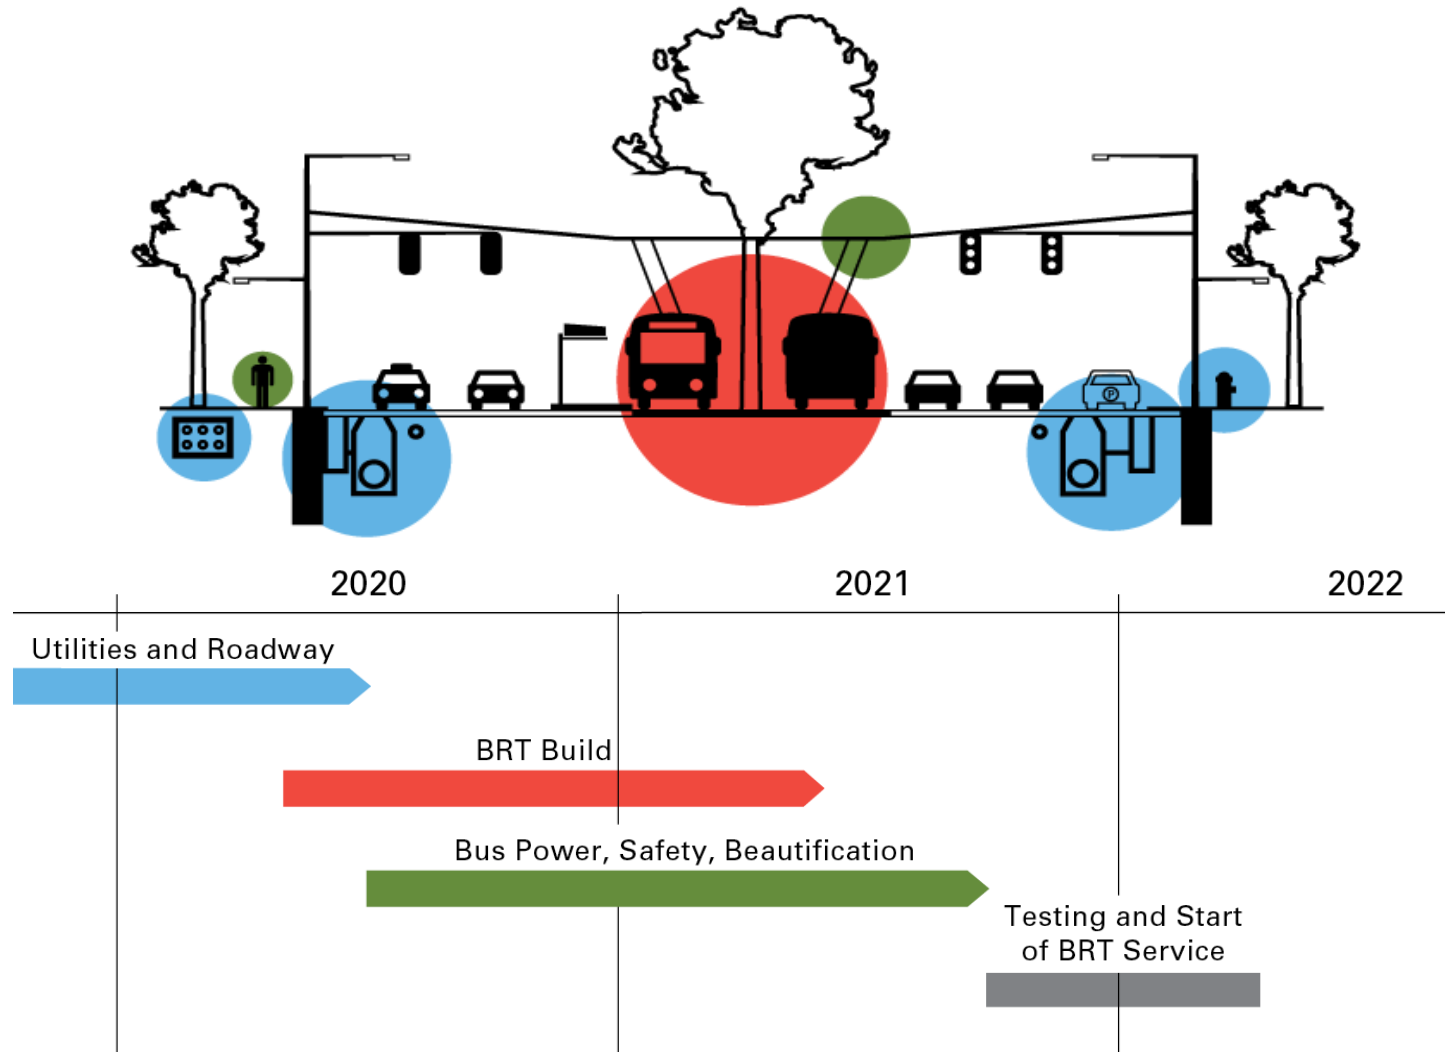 P
2020
2021
2022
Utilities and Roadway
BRT Build
Bus Power, Safety, Beautification
Testing and Start
of BRT Service